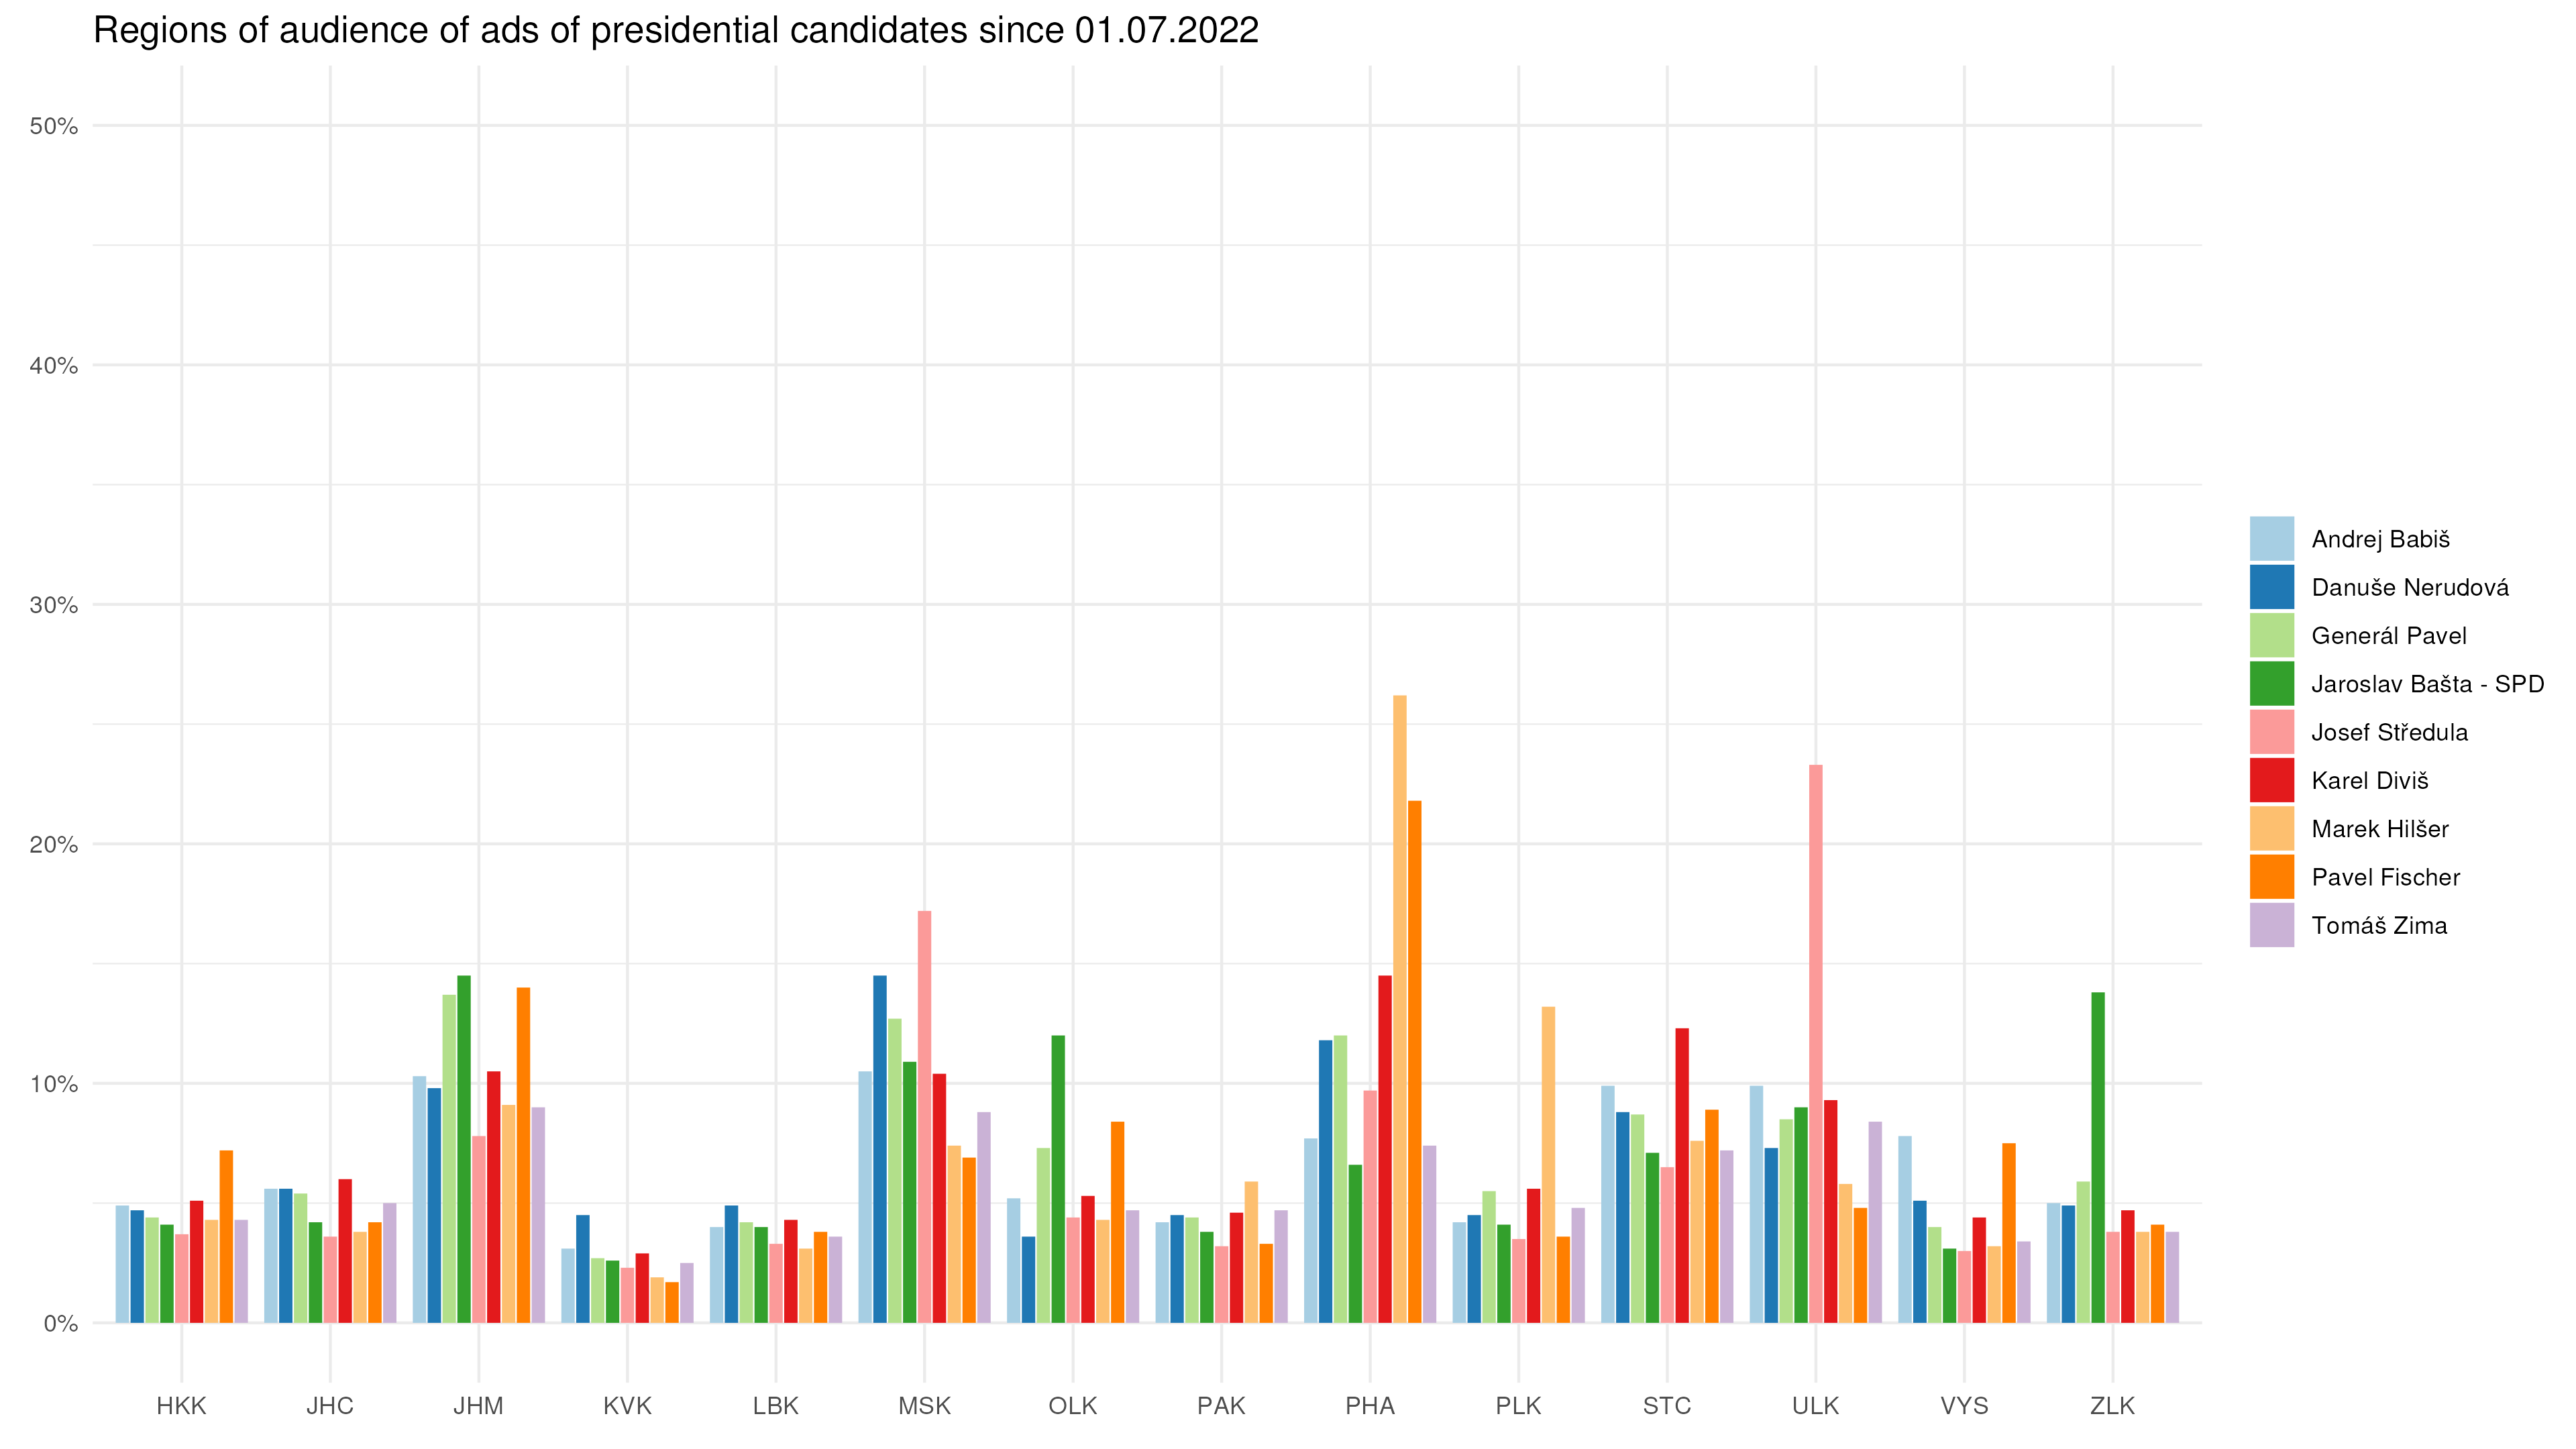 Regions of audience of ads of presidential candidates since 01.07.2022
50%
40%
30%
20%
10%
0%
HKK JHC JHM KVK LBK MSK OLK PAK PHA PLK STC ULK VYS ZLK
Andrej Babiš
Danuše Nerudová
Generál Pavel
Jaroslav Bašta - SPD
Josef Středula
Karel Diviš
Marek Hilšer
Pavel Fischer
Tomáš Zima